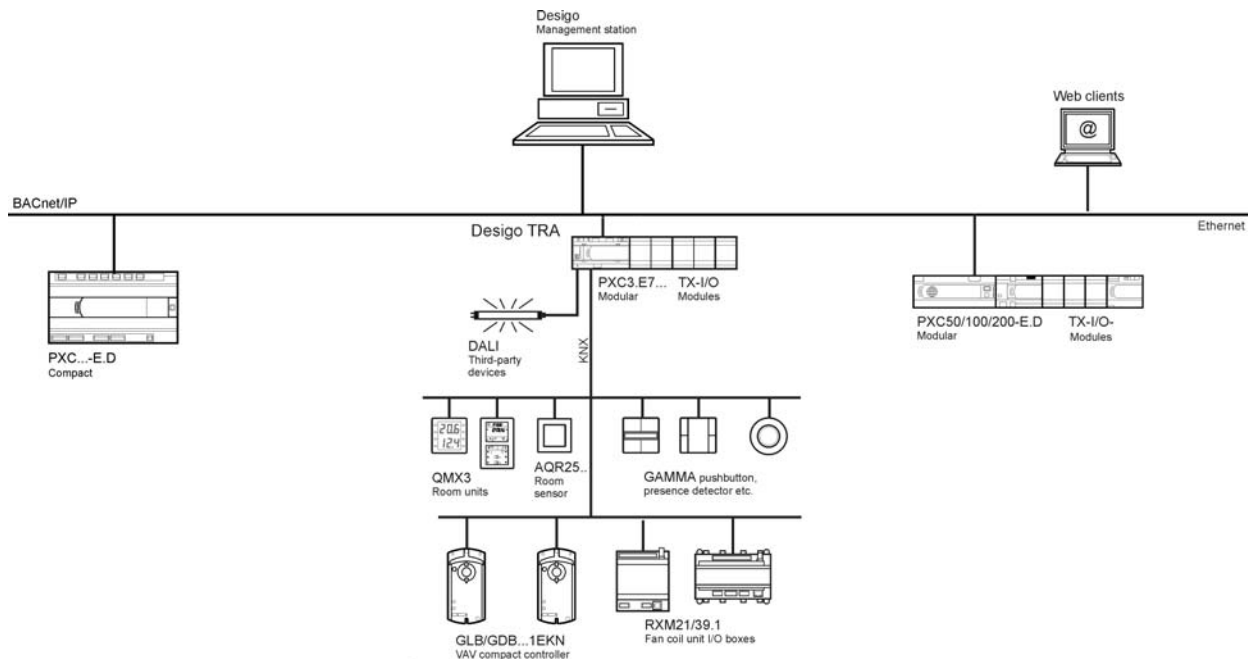 Desigo
Management station
Web clients
@
BACnet/IP
Ethernet
Desigo TRA
PXC3.E7... TX-I/O
Modular Modules
PXC50/100/200-E.D TX-I/O-
Modular Modules
PXC...-E.D
Compact
DALI
Third-party
devices
KNX
20.6
12.4
QMX3
Room units
AQR25..
Room
sensor
GAMMA pushbutton,
presence detector etc.
GLB/GDB...1EKN
VAV compact controller
RXM21/39.1
Fan coil unit I/O boxes